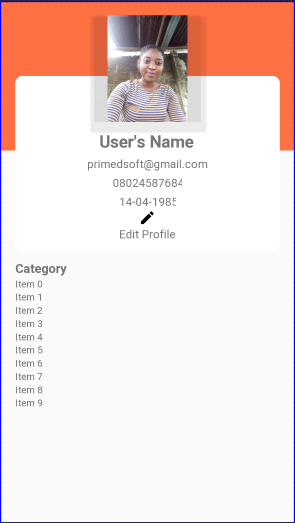 User's Name
primedsoft@gmail.com
08024587684
14-04-1985
Edit Profile
Category
Item 0
Item 1
Item 2
Item 3
Item 4
Item 5
Item 6
Item 7
Item 8
Item 9